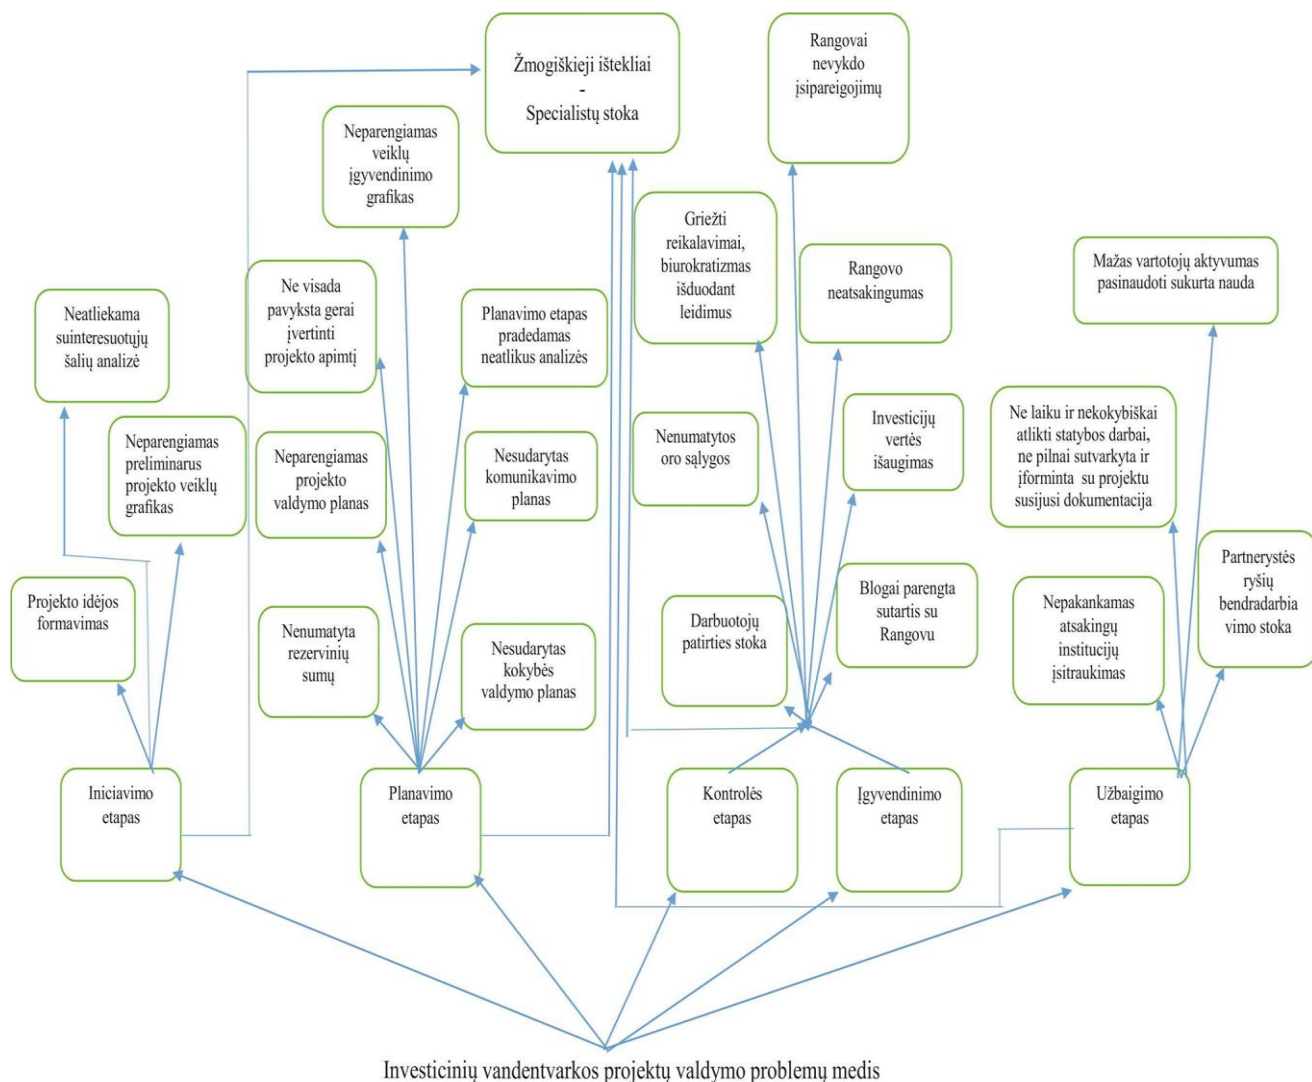 Žmogiškieji ištekliai
-
Specialistų stoka
Rangovai
nevykdo
įsipareigojimų
Neparengiamas
veiklų
įgyvendinimo
grafikas
Griežti
reikalavimai,
biurokratizmas
išduodant
leidimus
Rangovo
neatsakingumas
Mažas vartotojų aktyvumas
pasinaudoti sukurta nauda
Neatliekama
suinteresuotųjų
šalių analizė
Ne visada
pavyksta gerai
įvertinti
projekto apimtį
Planavimo etapas
pradedamas
neatlikus analizės
Neparengiamas
preliminarus
projekto veiklų
grafikas
Neparengiamas
projekto
valdymo planas
Nesudarytas
komunikavimo
planas
Nenumatytos
oro sąlygos
Investicijų
vertės
išaugimas
Ne laiku ir nekokybiškai
atlikti statybos darbai,
ne pilnai sutvarkyta ir
įforminta su projektu
susijusi dokumentacija
Projekto idėjos
formavimas
Nenumatyta
rezervinių
sumų
Nesudarytas
kokybės
valdymo planas
Darbuotojų
patirties stoka
Blogai parengta
sutartis su
Rangovu
Nepakankamas
atsakingų
institucijų
įsitraukimas
Partnerystės
ryšių
bendradarbia
vimo stoka
Iniciavimo
etapas
Planavimo
etapas
Kontrolės
etapas
Įgyvendinimo
etapas
Užbaigimo
etapas
Investicinių vandentvarkos projektų valdymo problemų medis